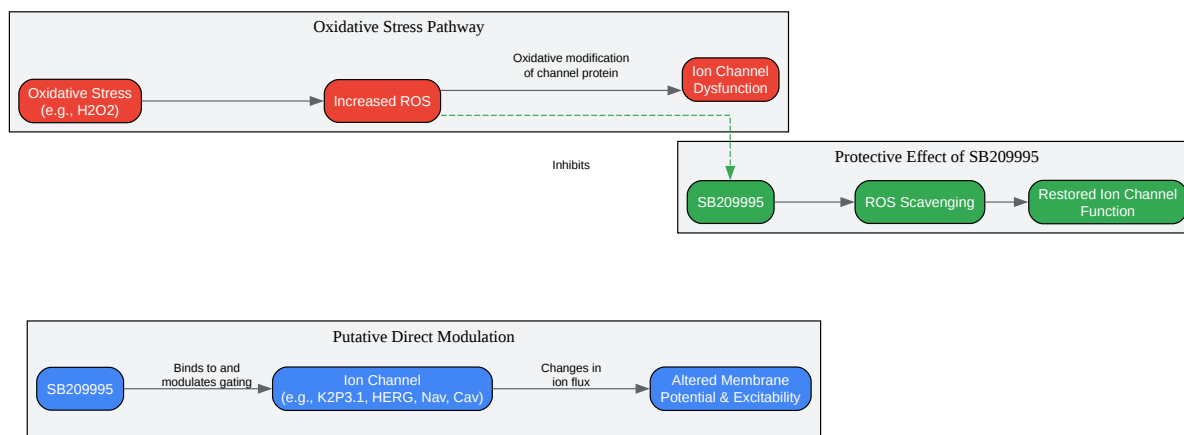 Oxidative Stress Pathway
Oxidative Stress
(e.g., H2O2)
Increased ROS
Oxidative modification
of channel protein
Ion Channel
Dysfunction
Inhibits
Protective Effect of SB209995
SB209995
ROS Scavenging
Restored Ion Channel
Function
Putative Direct Modulation
SB209995
Binds to and
modulates gating
Ion Channel
(e.g., K2P3.1, HERG, Nav, Cav)
Changes in
ion flux
Altered Membrane
Potential & Excitability